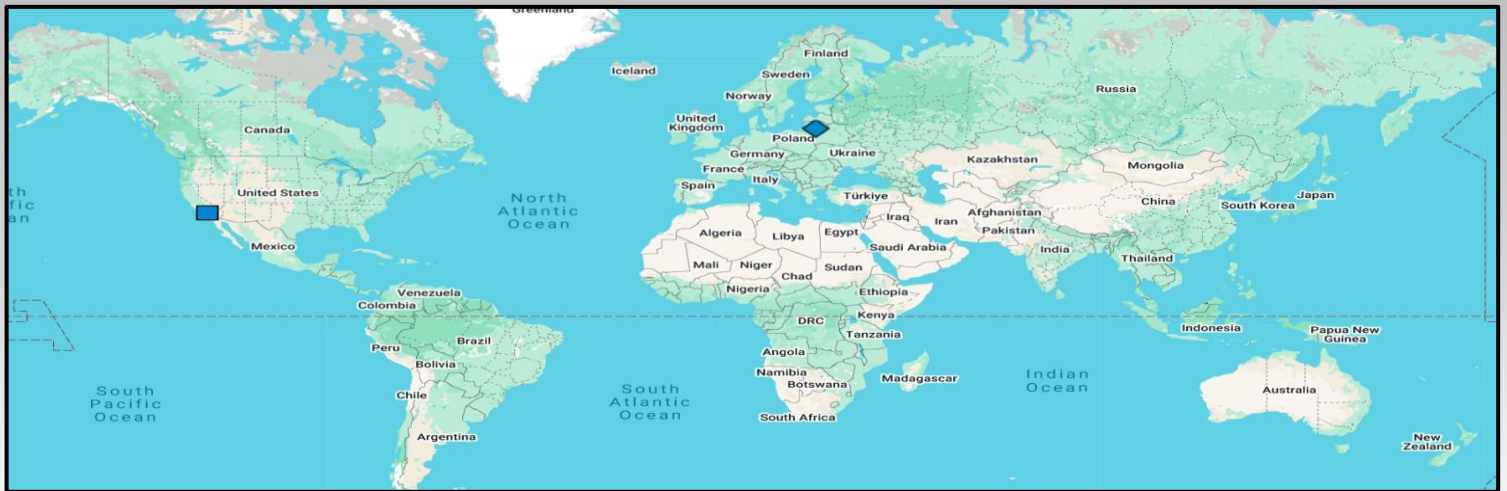 Greenland
Iceland
Finland
Sweden
Norway
Russia
United
Kingdom
Canada
Poland
Germany
Ukraine
France
Kazakhstan
Mongolia
Italy
Spain
United States
Türkiye
North
Atlantic
Ocean
th
fic
an
Japan
South Korea
China
Afghanistan
Iraq
Iran
Pakistan
Algeria
Libya
Egypt
Saudi Arabia
India
Mexico
Thailand
Mali
Niger
Chad
Sudan
Nigeria
Ethiopia
Venezuela
Colombia
DRC
Kenya
Tanzania
Indonesia
Papua New
Guinea
Brazil
Peru
Bolivia
Angola
Namibia
Botswana
Madagascar
Indian
Ocean
South
Pacific
Ocean
Chile
South
Atlantic
Ocean
Australia
South Africa
Argentina
New
Zealand